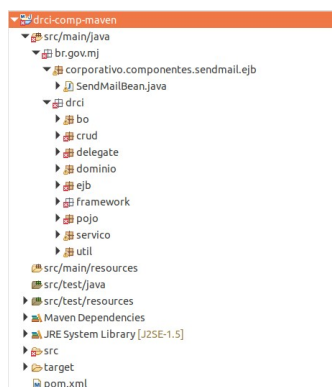 drci-comp-maven
src/main/java
br.gov.mj
corporativo.componentes.sendmail.ejb
SendMailBean.java
drci
bo
crud
delegate
dominio
ejb
framework
pojo
servico
util
src/main/resources
src/test/java
src/test/resources
Maven Dependencies
JRE System Library [J2SE-1.5]
src
target
pom.xml